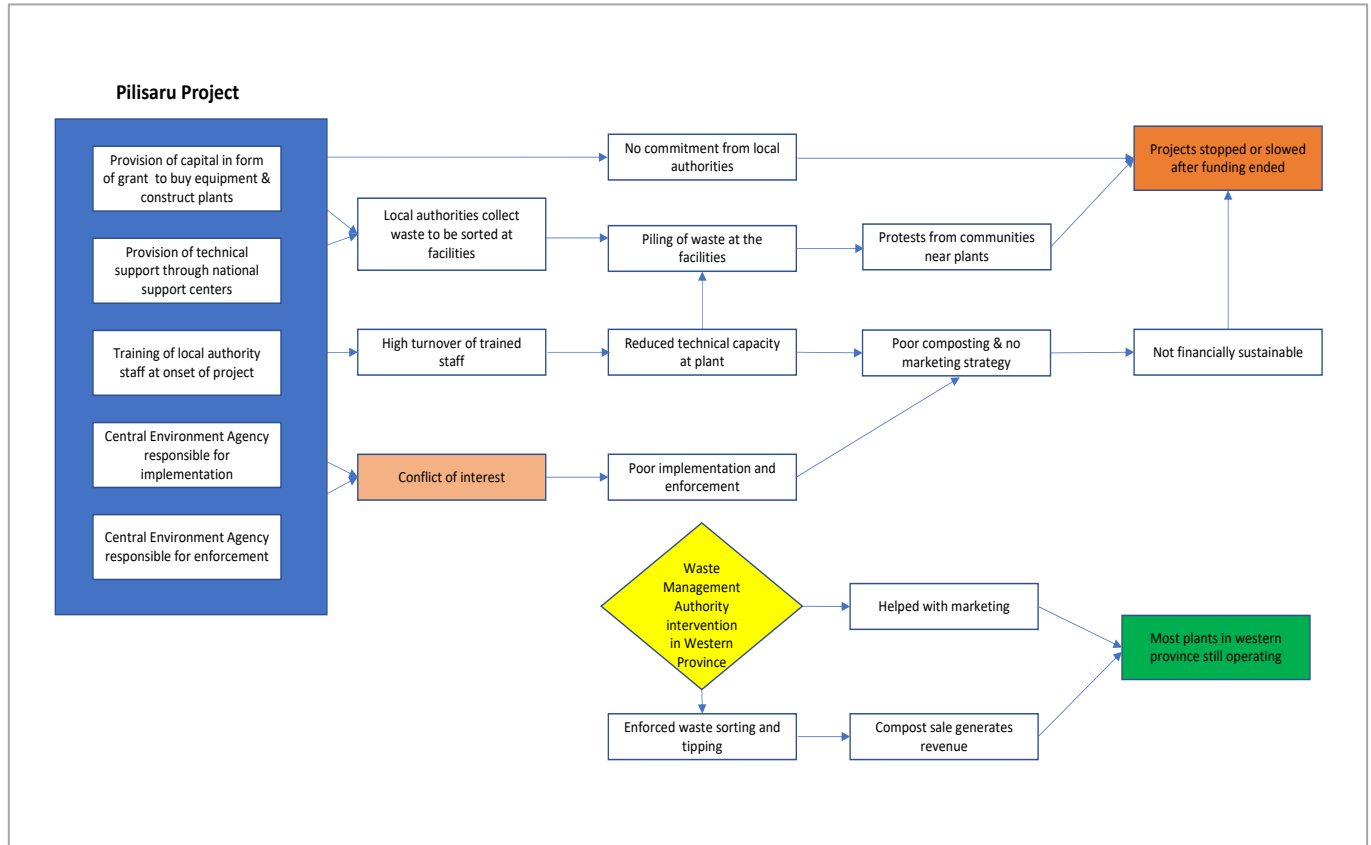 Pilisaru Project
Provision of capital in form
of grant to buy equipment &
construct plants
Provision of technical
support through national
support centers
Training of local authority
staff at onset of project
Central Environment Agency
responsible for
implementation
Central Environment Agency
responsible for enforcement
Local authorities collect
waste to be sorted at
facilities
High turnover of trained
staff
Conflict of interest
No commitment from local
authorities
Piling of waste at the
facilities
Reduced technical capacity
at plant
Poor implementation and
enforcement
Protests from communities
near plants
Poor composting & no
marketing strategy
Projects stopped or slowed
after funding ended
Not financially sustainable
Waste
Management
Authority
intervention
in Western
Province
Helped with marketing
Enforced waste sorting and
tipping
Compost sale generates
revenue
Most plants in western
province still operating